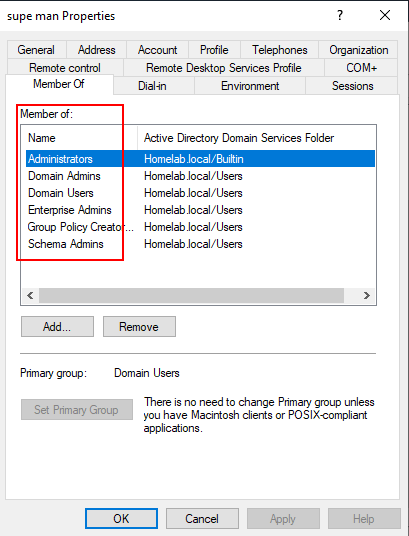 supe man Properties
General Address Account Profile Telephones Organization
Remote control Remote Desktop Services Profile COM+
Member Of Dial-in Environment Sessions
Member of:
Name Active Directory Domain Services Folder
Administrators Homelab.local/Builtin
Domain Admins Homelab.local/Users
Domain Users Homelab.local/Users
Enterprise Admins Homelab.local/Users
Group Policy Creator... Homelab.local/Users
Schema Admins Homelab.local/Users
Add... Remove
Primary group: Domain Users
Set Primary Group
There is no need to change Primary group unless
you have Macintosh clients or POSIX-compliant
applications.
OK Cancel Apply Help